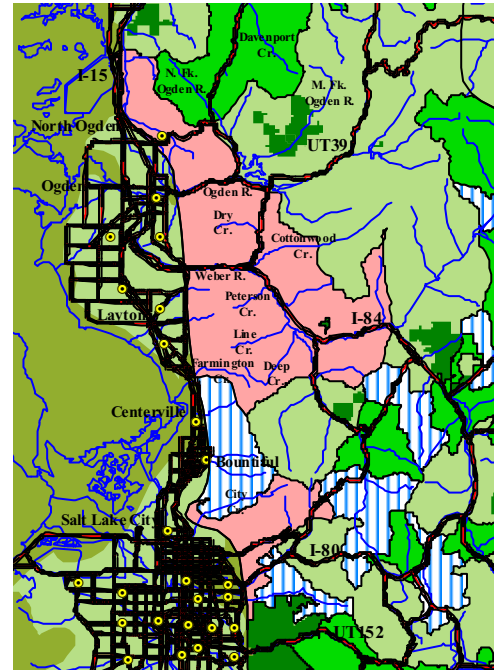 Davenport
Cr.
I-15
N. Fk.
Ogden R.
M. Fk.
Ogden R.
North Ogden
UT39
Ogden
Ogden R.
Dry
Cr.
Cottonwood
Cr.
Weber R.
Peterson
Cr.
Layton
I-84
Line
Cr.
Farmington
Cr.
Deep
Cr.
Centerville
Bountiful
City
Cr.
Salt Lake City
I-80
UT152